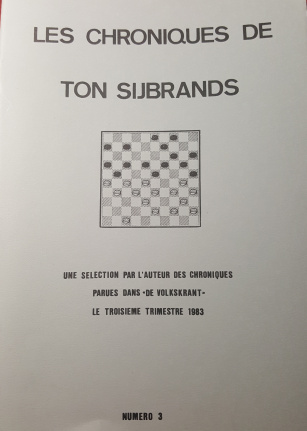 LES CHRONIQUES DE
TON SIJBRANDS
UNE SELECTION PAR L'AUTEUR DES CHRONIQUES
PARUES DANS «DE VOLKSKRANT»
LE TROISIEME TRIMESTRE 1983
NUMERO 3